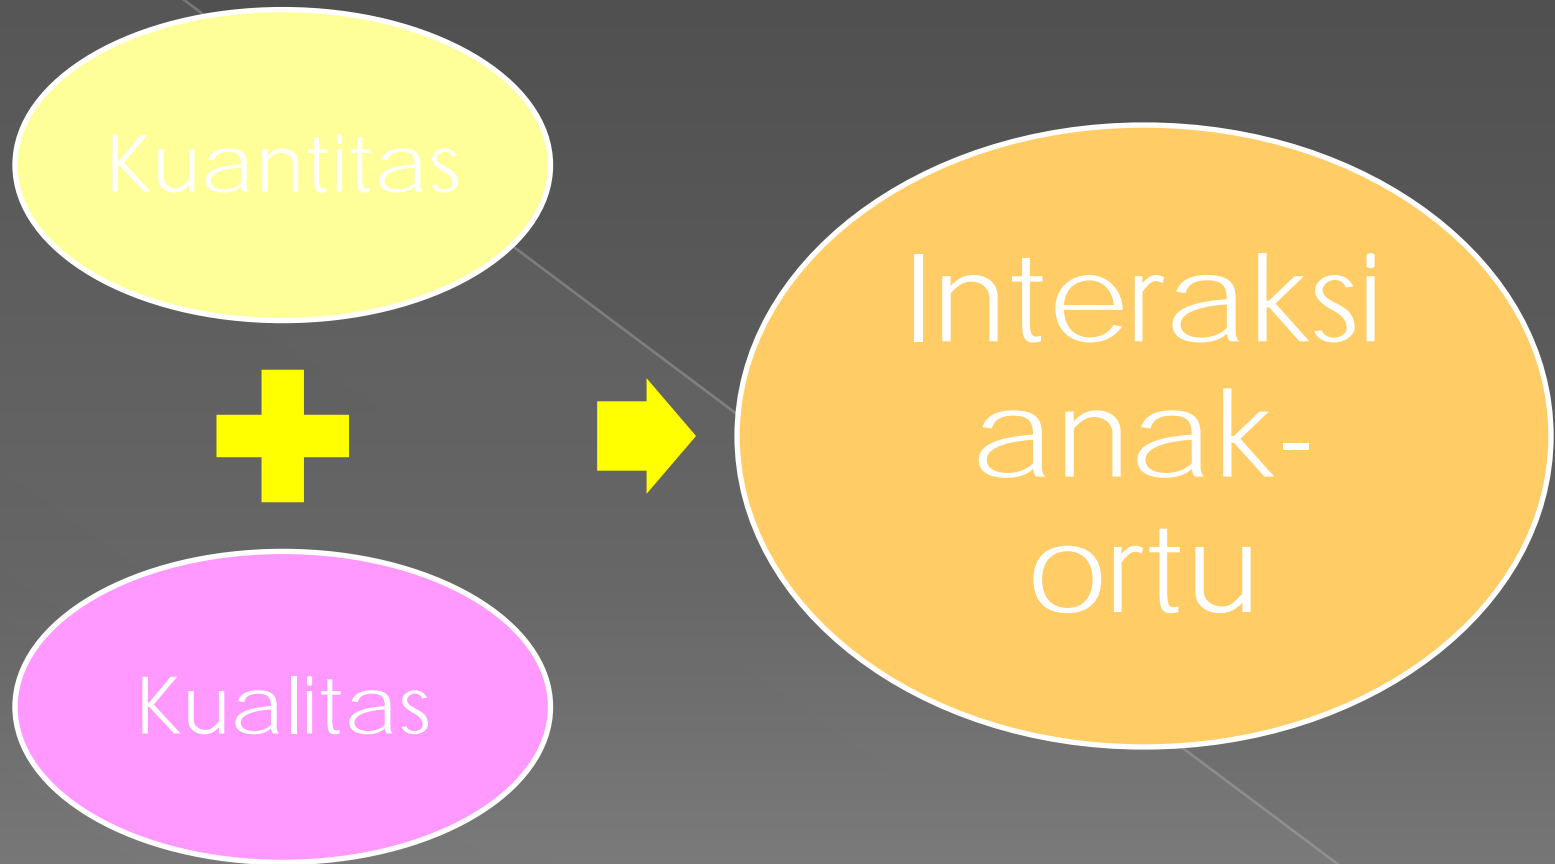 Kuantitas
Kualitas
Interaksi
anak-
ortu